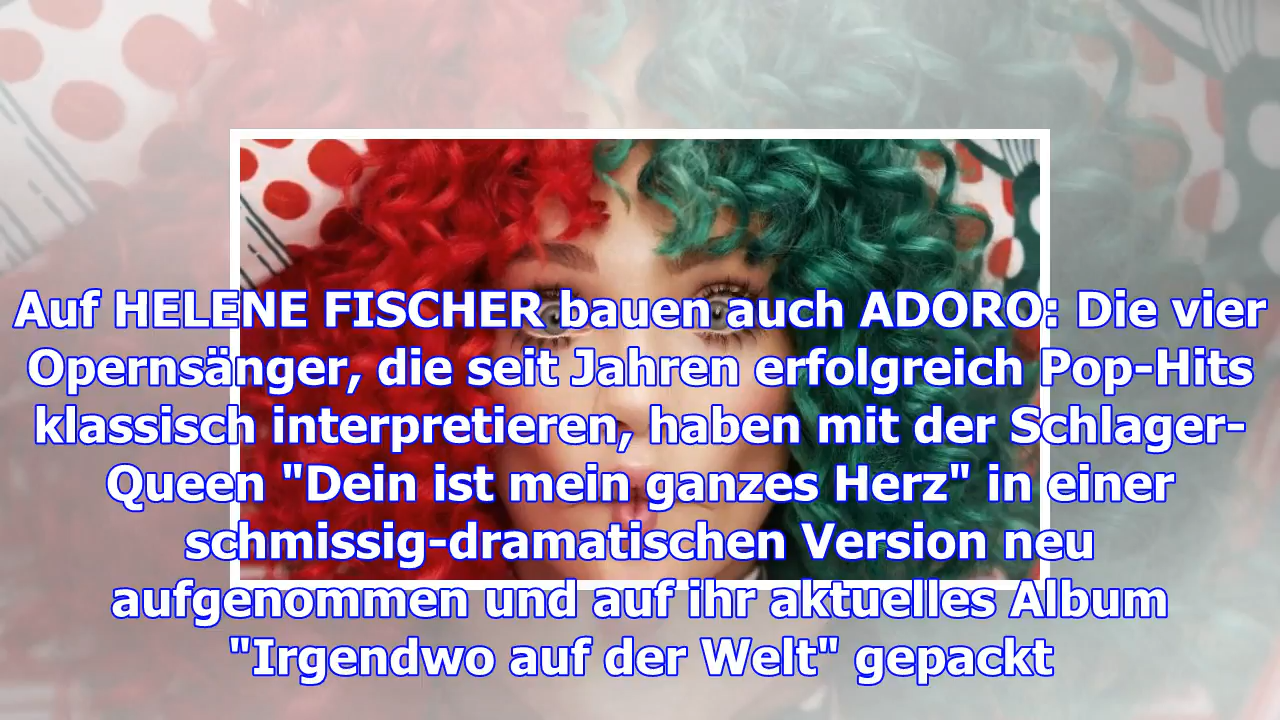 Auf HELENE FISCHER bauen auch ADORO: Die vier
Opernsänger, die seit Jahren erfolgreich Pop-Hits
klassisch interpretieren, haben mit der Schlager-
Queen "Dein ist mein ganzes Herz" in einer
schmissig-dramatischen Version neu
aufgenommen und auf ihr aktuelles Album
"Irgendwo auf der Welt" gepackt